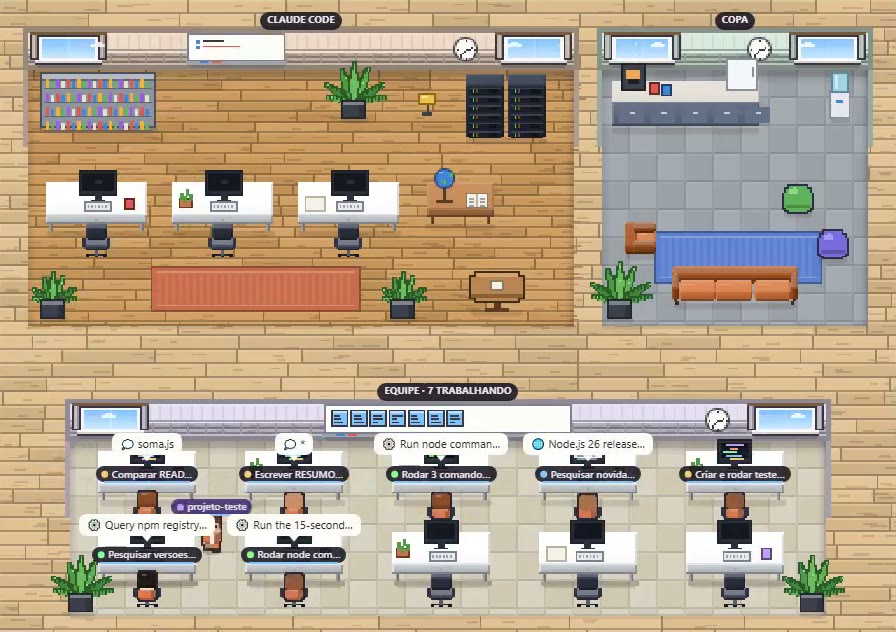 CLAUDE CODE
COPA
EQUIPE · 7 TRABALHANDO
soma.js
*
Run node comman...
Node.js 26 release...
Comparar READ...
Escrever RESUMO...
Rodar 3 comando...
Pesquisar novida...
Criar e rodar teste...
projeto-teste
Query npm registry...
Run the 15-second...
Pesquisar versoes...
Rodar node com...